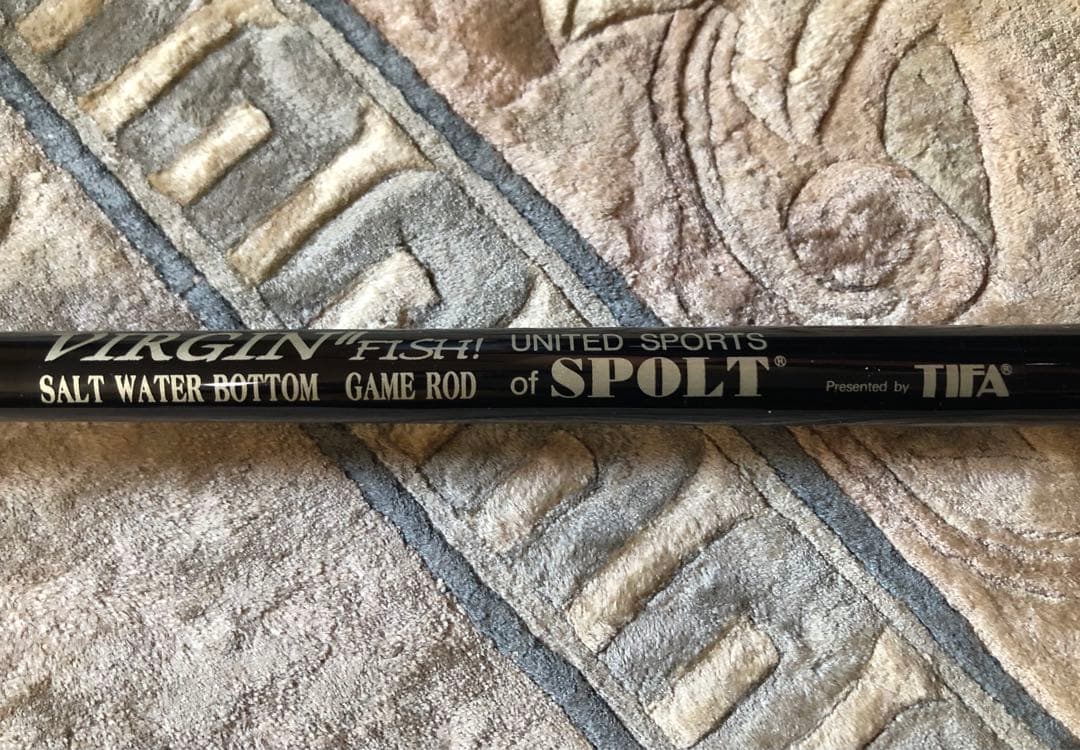 VIRGIN" FISH!
SALT WATER BOTTOM GAME ROD
UNITED SPORTS
of SPOLT®
Presented by TIFA®